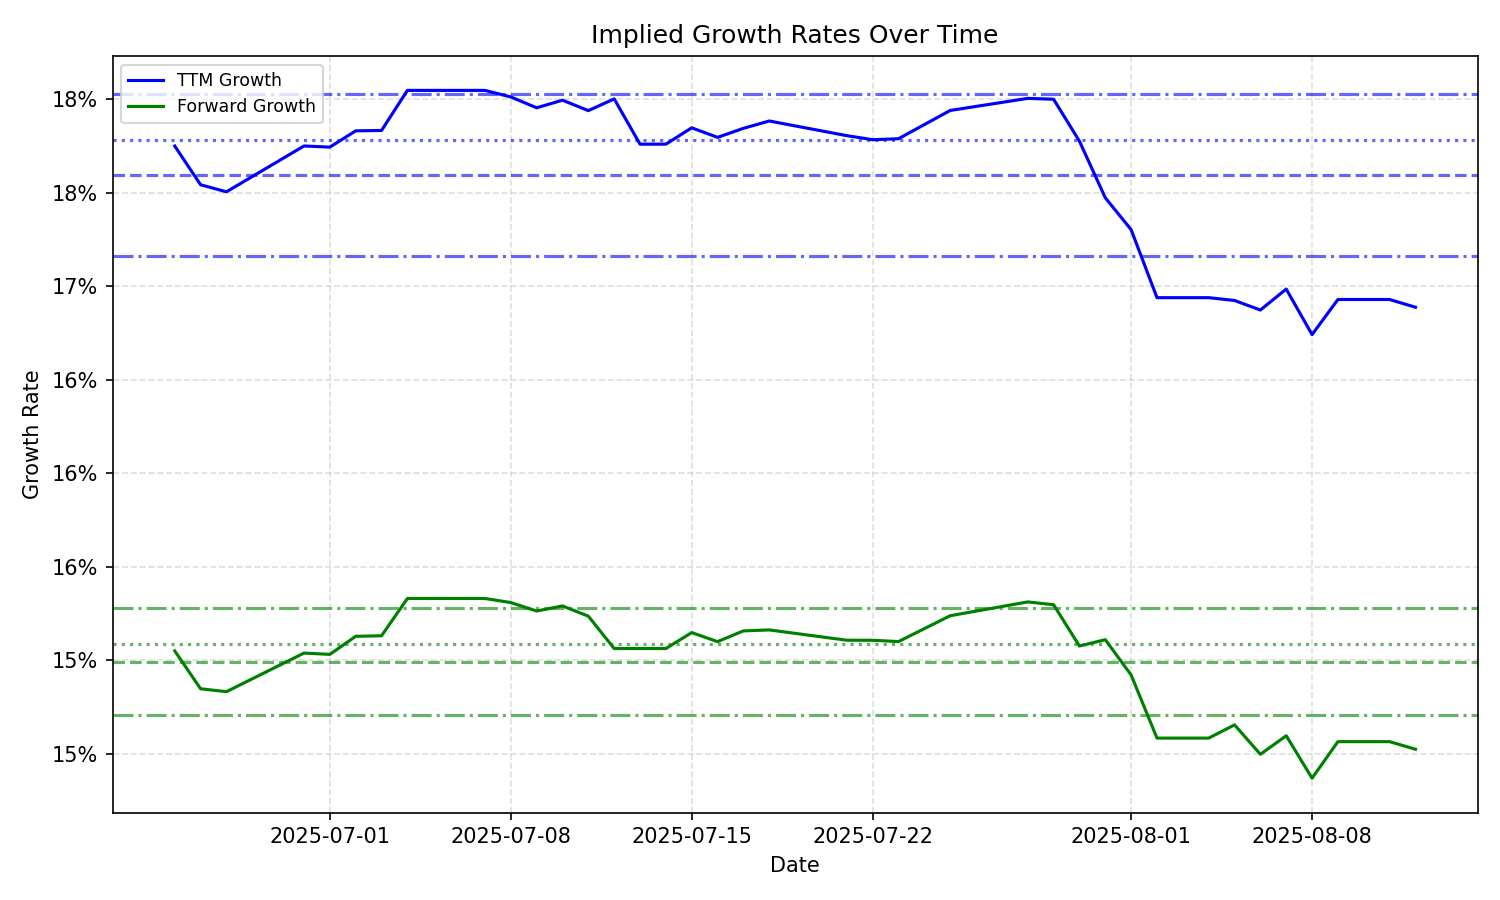 Implied Growth Rates Over Time
TTM Growth
Forward Growth
18%
18%
17%
16%
16%
16%
15%
15%
Growth Rate
2025-07-01
2025-07-08
2025-07-15
2025-07-22
2025-08-01
2025-08-08
Date